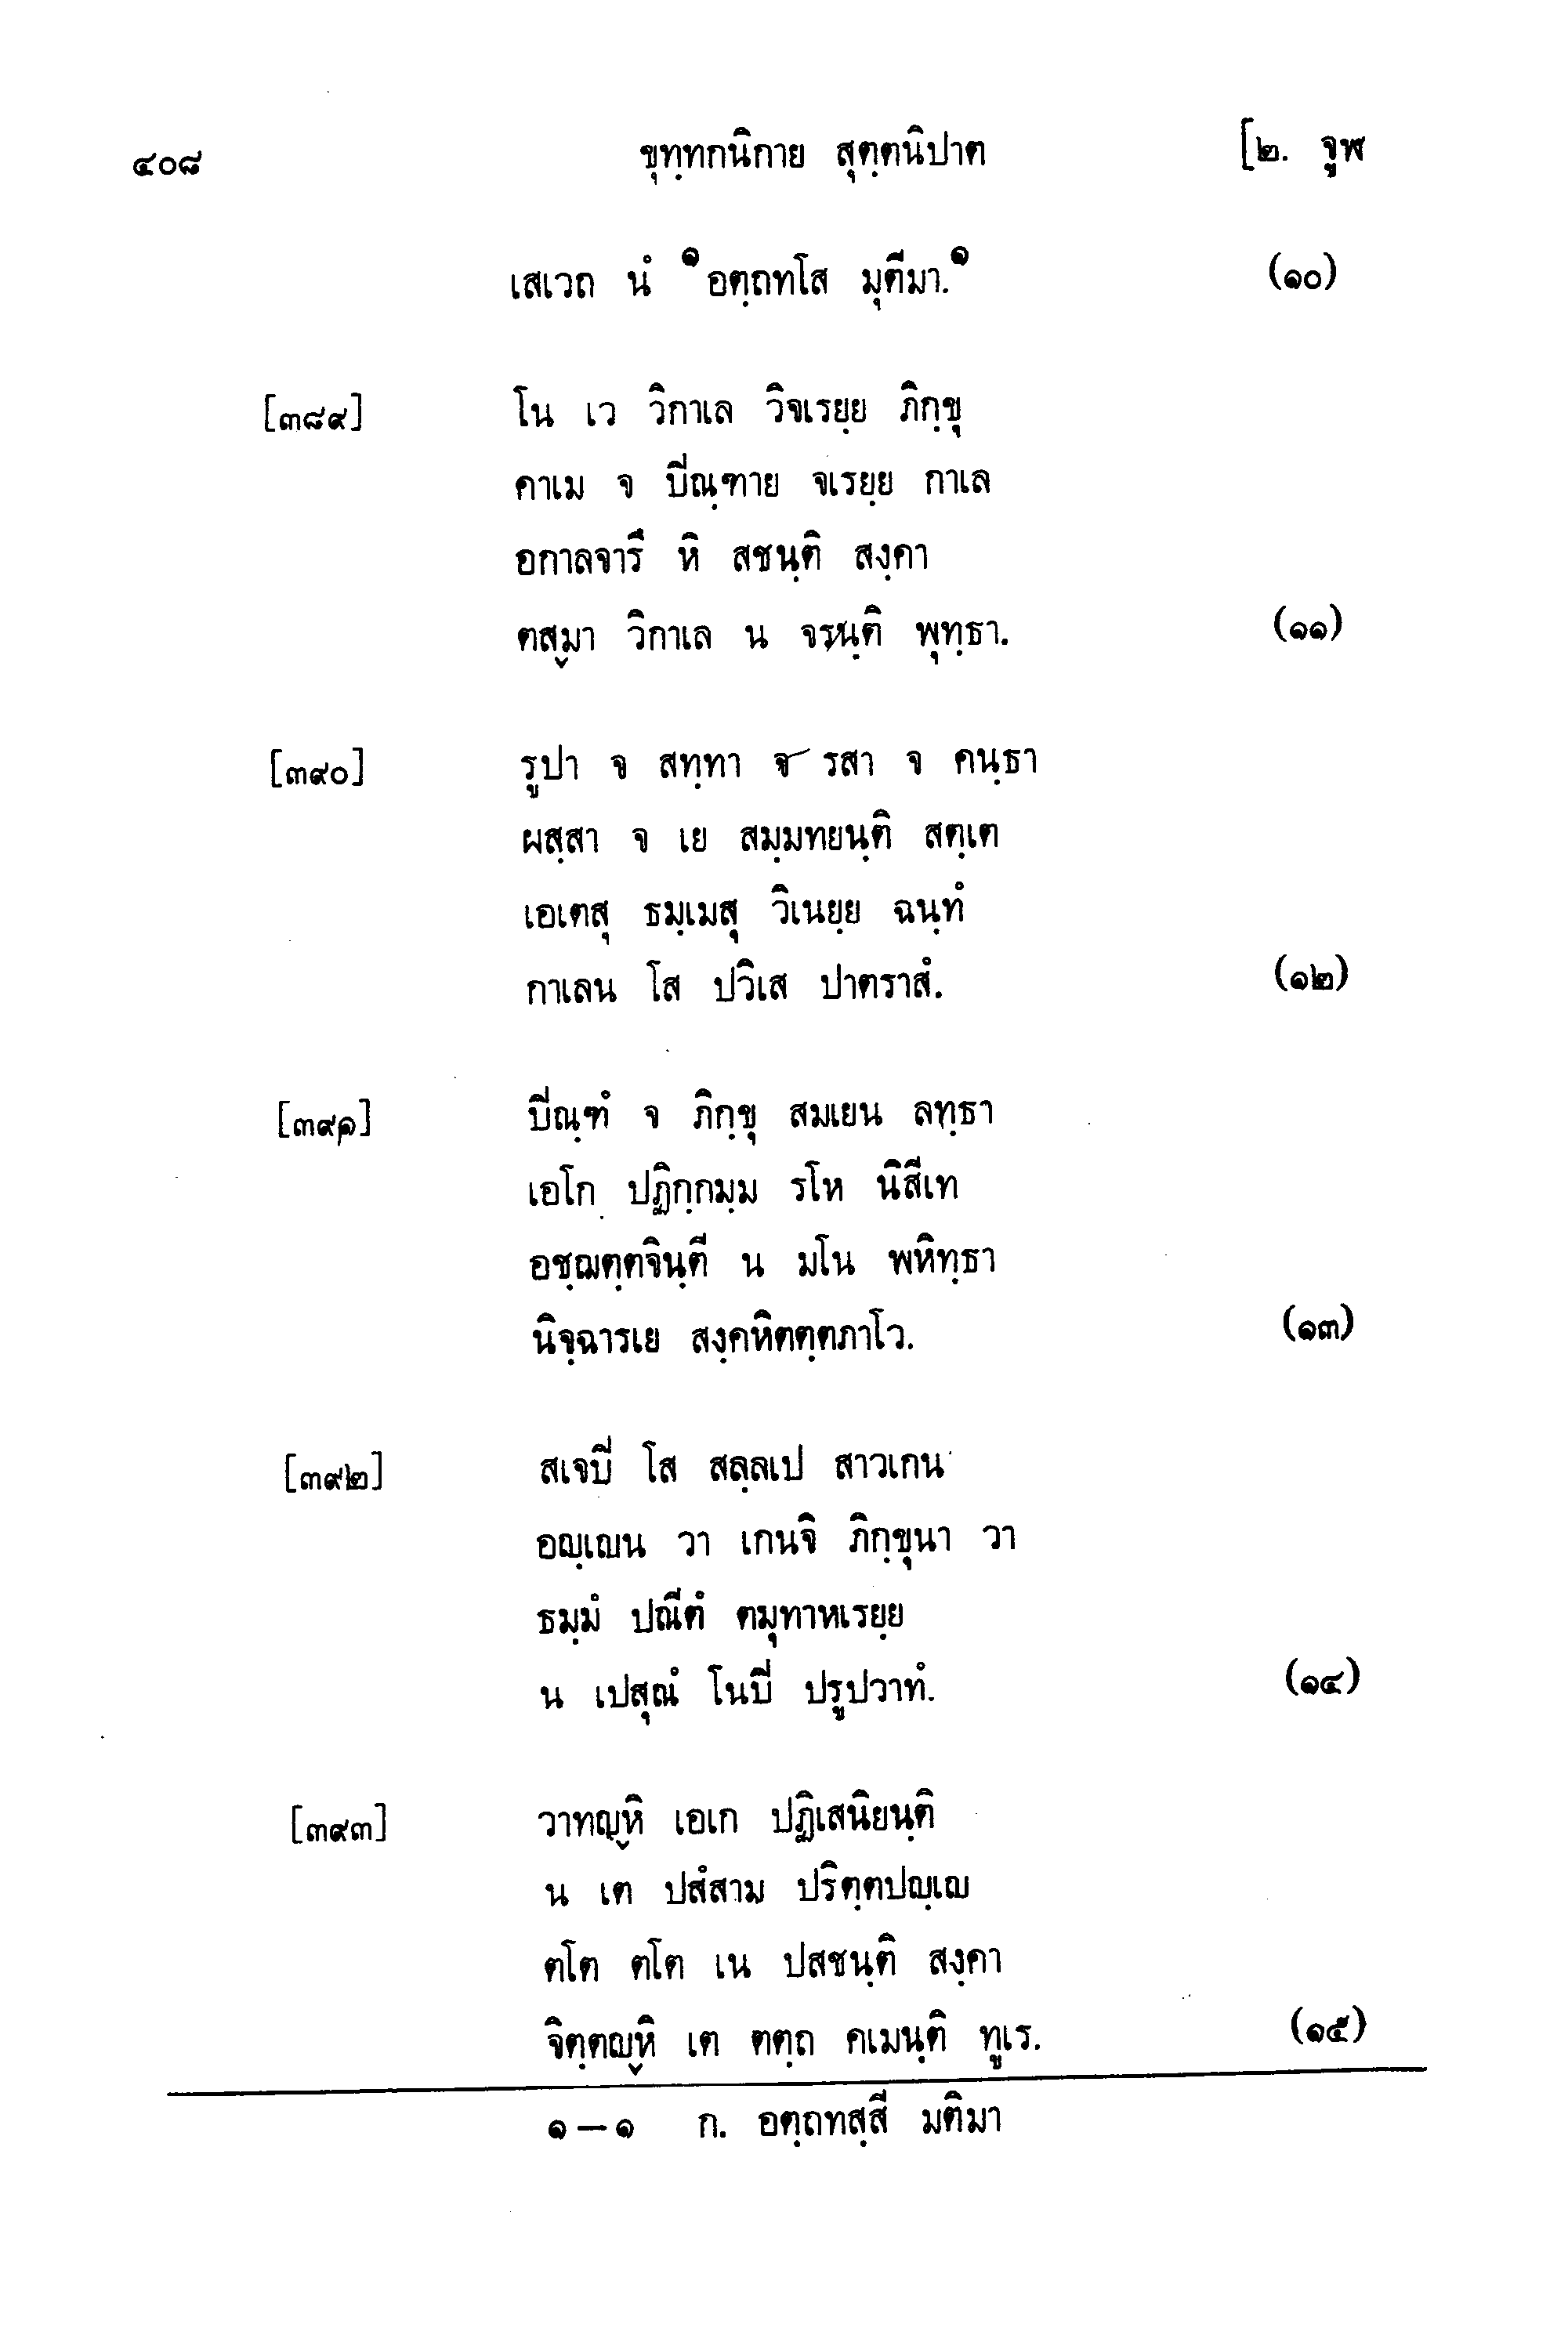 ๔๐๘ ขุทฺทกนิกาย สุตฺตนิปาต [๒. จูฬ
เสเวถ นํ ๑อตฺถทโส มุตีมา.๑ (๑๐)
[๓๘๙] โน เว วิกาเล วิจเรยฺย ภิกฺขุ
คาเม จ ปิณฺฑาย จเรยฺย กาเล
อกาลจารึ หิ สชนฺติ สงฺคา
ตสฺมา วิกาเล น จรนฺติ พุทฺธา. (๑๑)
[๓๙๐] รูปา จ สทฺทา จ รสา จ คนฺธา
ผสฺสา จ เย สมฺมทยนฺติ สตฺเต
เอเตสุ ธมฺเมสุ วิเนยฺย ฉนฺทํ
กาเลน โส ปวิเส ปาตราสํ. (๑๒)
[๓๙๑] ปิณฺฑํ จ ภิกฺขุ สมเยน ลทฺธา
เอโก ปฏิกฺกมฺม รโห นิสีเท
อชฺฌตฺตจินฺตี น มโน พหิทฺธา
นิจฺฉารเย สงฺคหิตตฺตภาโว. (๑๓)
[๓๙๒] สเจปิ โส สลฺลเป สาวเกน
อญฺเญน วา เกนจิ ภิกฺขุนา วา
ธมฺมํ ปณีตํ ตมุทาหเรยฺย
น เปสุณํ โนปิ ปรูปวาทํ. (๑๔)
[๓๙๓] วาทญฺหิ เอเก ปฏิเสนิยนฺติ
น เต ปสํสาม ปริตฺตปญฺเญ
ตโต ตโต เน ปสชนฺติ สงฺคา
จิตฺตญฺหิ เต ตตฺถ คเมนฺติ ทูเร. (๑๕)
๑—๑ ก. อตฺถทสฺสี มติมา